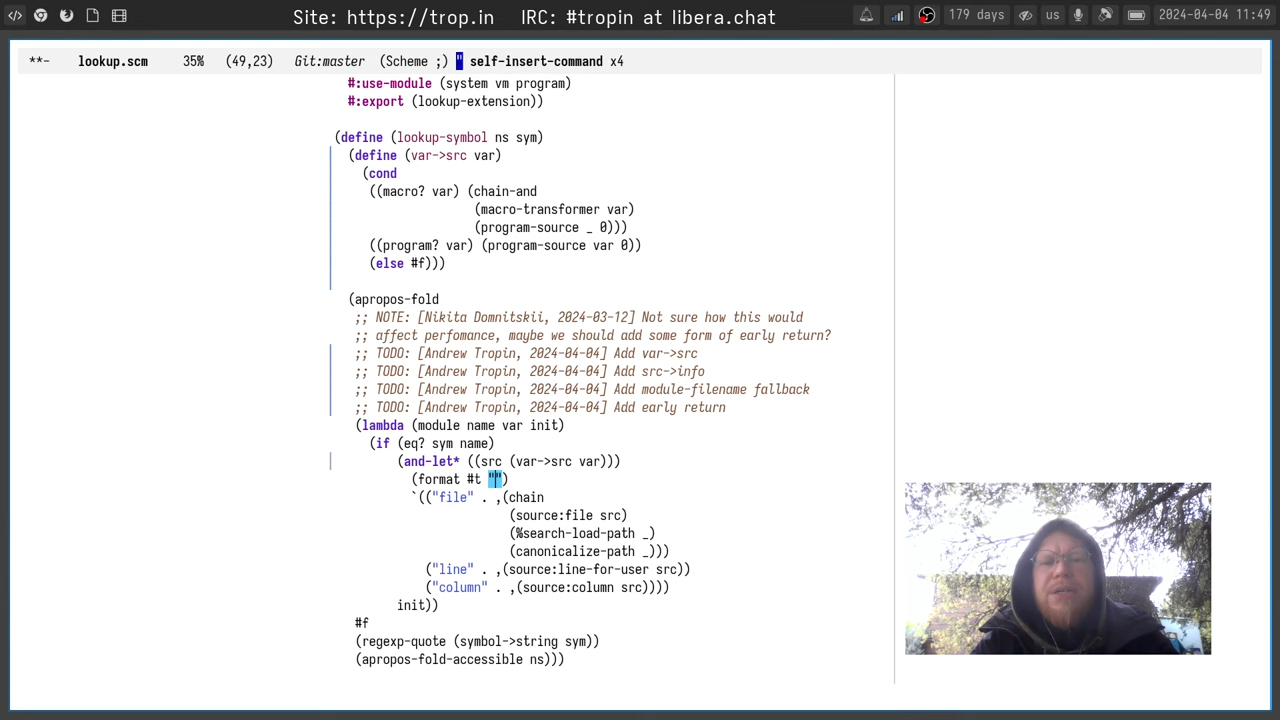 Site: https://trop.in IRC: #tropin at libera.chat 179 days us 2024-04-04 11:49
**- lookup.scm 35% (49,23) Git:master (Scheme ;) " self-insert-command x4
#:use-module (system vm program)
#:export (lookup-extension))
(define (lookup-symbol ns sym)
(define (var->src var)
(cond
((macro? var) (chain-and
(macro-transformer var)
(program-source _ 0)))
((program? var) (program-source var 0))
(else #f)))
(apropos-fold
;; NOTE: [Nikita Domnitskii, 2024-03-12] Not sure how this would
;; affect perfomance, maybe we should add some form of early return?
;; TODO: [Andrew Tropin, 2024-04-04] Add var->src
;; TODO: [Andrew Tropin, 2024-04-04] Add src->info
;; TODO: [Andrew Tropin, 2024-04-04] Add module-filename fallback
;; TODO: [Andrew Tropin, 2024-04-04] Add early return
(lambda (module name var init)
(if (eq? sym name)
(and-let* ((src (var->src var)))
(format #t "")
`(("file" . ,(chain
(source:file src)
(%search-load-path _)
(canonicalize-path _)))
("line" . ,(source:line-for-user src))
("column" . ,(source:column src))))
init))
#f
(regexp-quote (symbol->string sym))
(apropos-fold-accessible ns)))